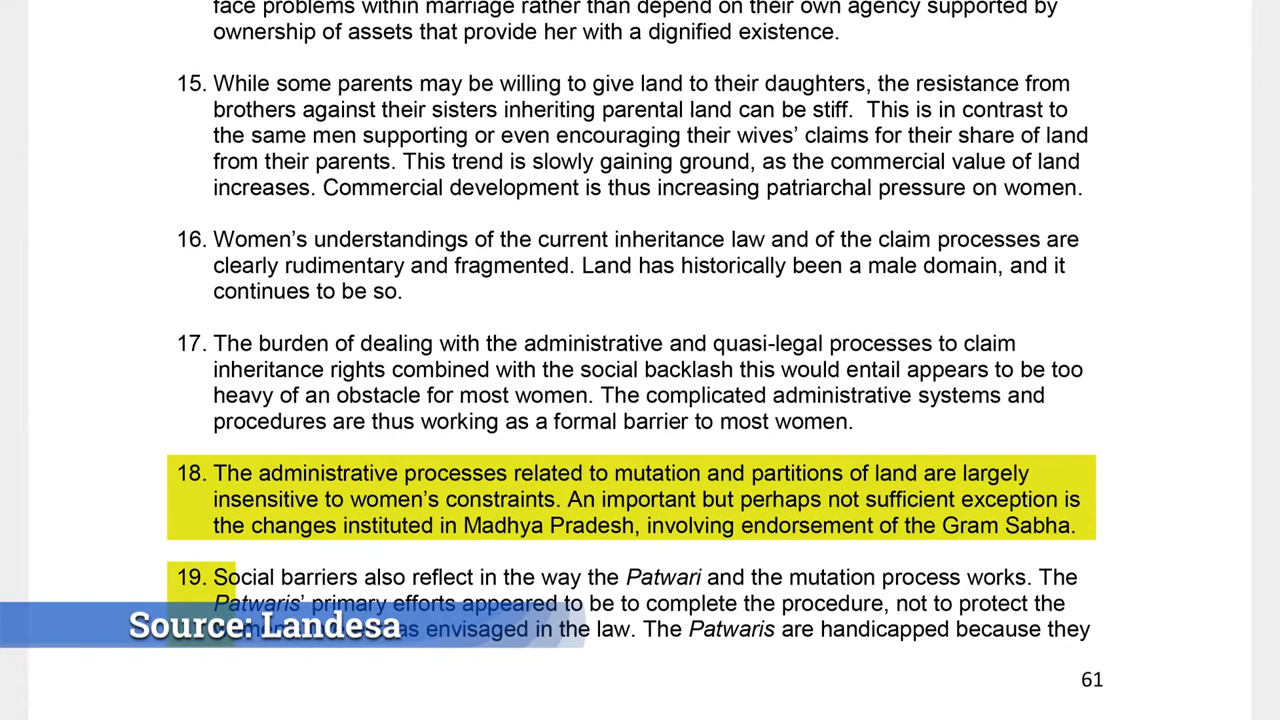 face problems within marriage rather than depend on their own agency supported by
ownership of assets that provide her with a dignified existence.
15. While some parents may be willing to give land to their daughters, the resistance from
brothers against their sisters inheriting parental land can be stiff. This is in contrast to
the same men supporting or even encouraging their wives’ claims for their share of land
from their parents. This trend is slowly gaining ground, as the commercial value of land
increases. Commercial development is thus increasing patriarchal pressure on women.
16. Women’s understandings of the current inheritance law and of the claim processes are
clearly rudimentary and fragmented. Land has historically been a male domain, and it
continues to be so.
17. The burden of dealing with the administrative and quasi-legal processes to claim
inheritance rights combined with the social backlash this would entail appears to be too
heavy of an obstacle for most women. The complicated administrative systems and
procedures are thus working as a formal barrier to most women.
18. The administrative processes related to mutation and partitions of land are largely
insensitive to women’s constraints. An important but perhaps not sufficient exception is
the changes instituted in Madhya Pradesh, involving endorsement of the Gram Sabha.
19. Social barriers also reflect in the way the Patwari and the mutation process works. The
Patwaris’ primary efforts appeared to be to complete the procedure, not to protect the
envisaged in the law. The Patwaris are handicapped because they
Source: Landesa
61